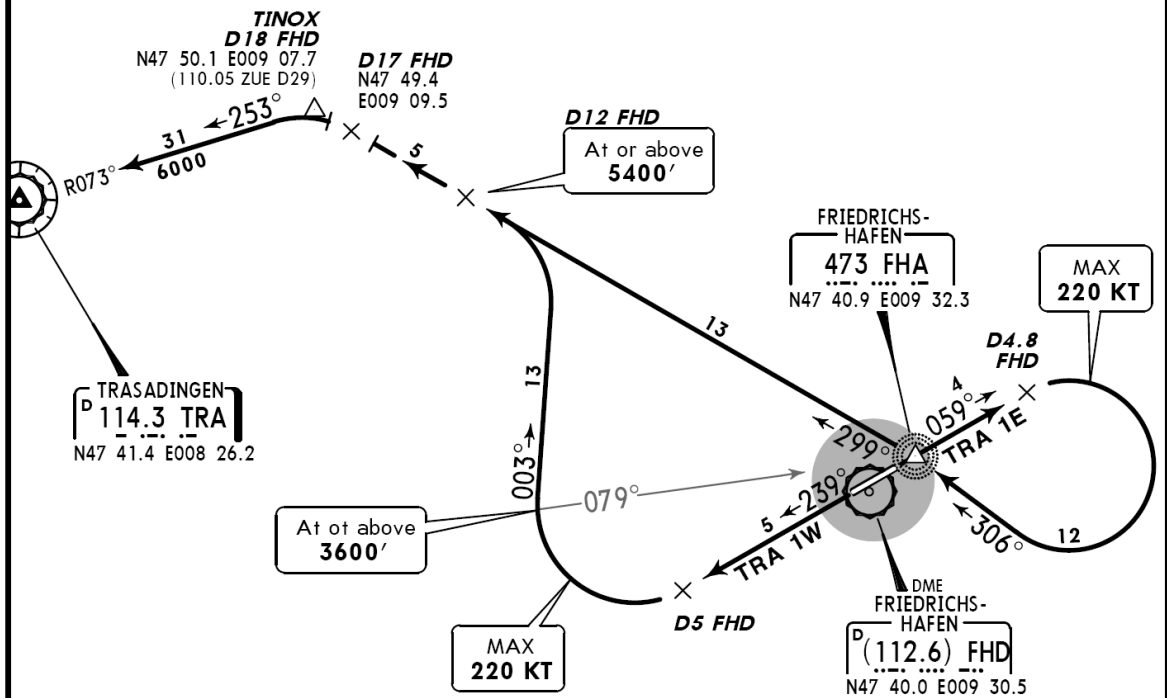 TINOX
D18 FHD
N47 50.1 E009 07.7
(110.05 ZUE D29)
D17 FHD
N47 49.4
E009 09.5
253°
31
6000
R073°
5
D12 FHD
At or above
5400'
FRIEDRICHS-
HAFEN
473 FHA
N47 40.9 E009 32.3
MAX
220 KT
D4.8
FHD
13
TRASADINGEN
D 114.3 TRA
N47 41.4 E008 26.2
13
003°
299°
4
059°
TRA 1E
079°
239°
5
TRA 1W
306°
12
At ot above
3600'
D5 FHD
MAX
220 KT
DME
FRIEDRICHS-
HAFEN
D (112.6) FHD
N47 40.0 E009 30.5